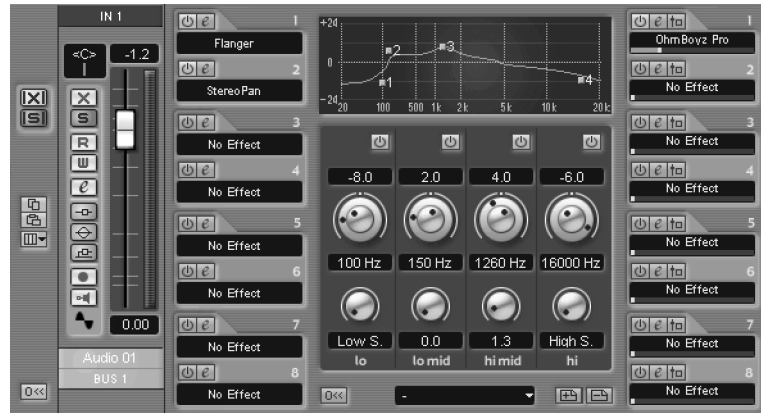 IN 1
<C>
-1.2
X
S
X
S
R
W
e
0.00
Audio 01
BUS 1
0<<
e 1
Flanger
e 2
StereoPan
e 3
No Effect
e 4
No Effect
e 5
No Effect
e 6
No Effect
e 7
No Effect
e 8
No Effect
+24
0
-24
20 100 500 1k 2k 5k 10k 20k
1 2 3 4
-8.0 2.0 4.0 -6.0
100 Hz 150 Hz 1260 Hz 16000 Hz
Low S. 0.0 1.3 High S.
lo lo mid hi mid hi
0<< -
e 1
OhmBoyz Pro
e 2
No Effect
e 3
No Effect
e 4
No Effect
e 5
No Effect
e 6
No Effect
e 7
No Effect
e 8
No Effect